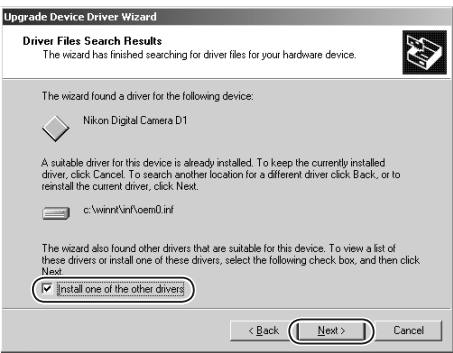 Upgrade Device Driver Wizard
Driver Files Search Results
The wizard has finished searching for driver files for your hardware device.
The wizard found a driver for the following device:
Nikon Digital Camera D1
A suitable driver for this device is already installed. To keep the currently installed
driver, click Cancel. To search another location for a different driver click Back, or to
reinstall the current driver, click Next.
c:\winnt\inf\oem0.inf
The wizard also found other drivers that are suitable for this device. To view a list of
these drivers or install one of these drivers, select the following check box, and then click
Next.
Install one of the other drivers
< Back Next > Cancel